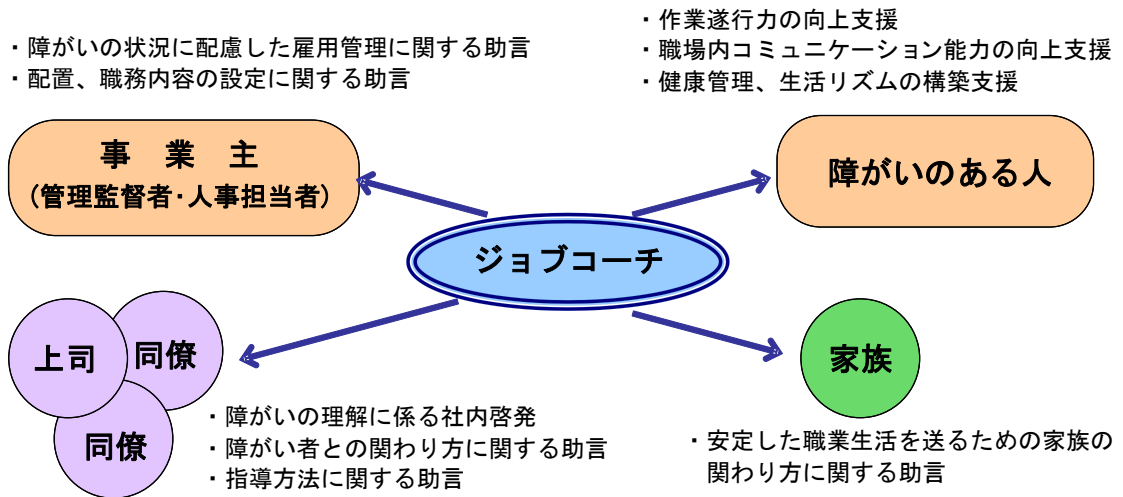 ・障がいの状況に配慮した雇用管理に関する助言
・配置、職務内容の設定に関する助言
・作業遂行力の向上支援
・職場内コミュニケーション能力の向上支援
・健康管理、生活リズムの構築支援
事 業 主
（管理監督者･人事担当者）
障がいのある人
ジョブコーチ
上司
同僚
同僚
家族
・障がいの理解に係る社内啓発
・障がい者との関わり方に関する助言
・指導方法に関する助言
・安定した職業生活を送るための家族の
関わり方に関する助言